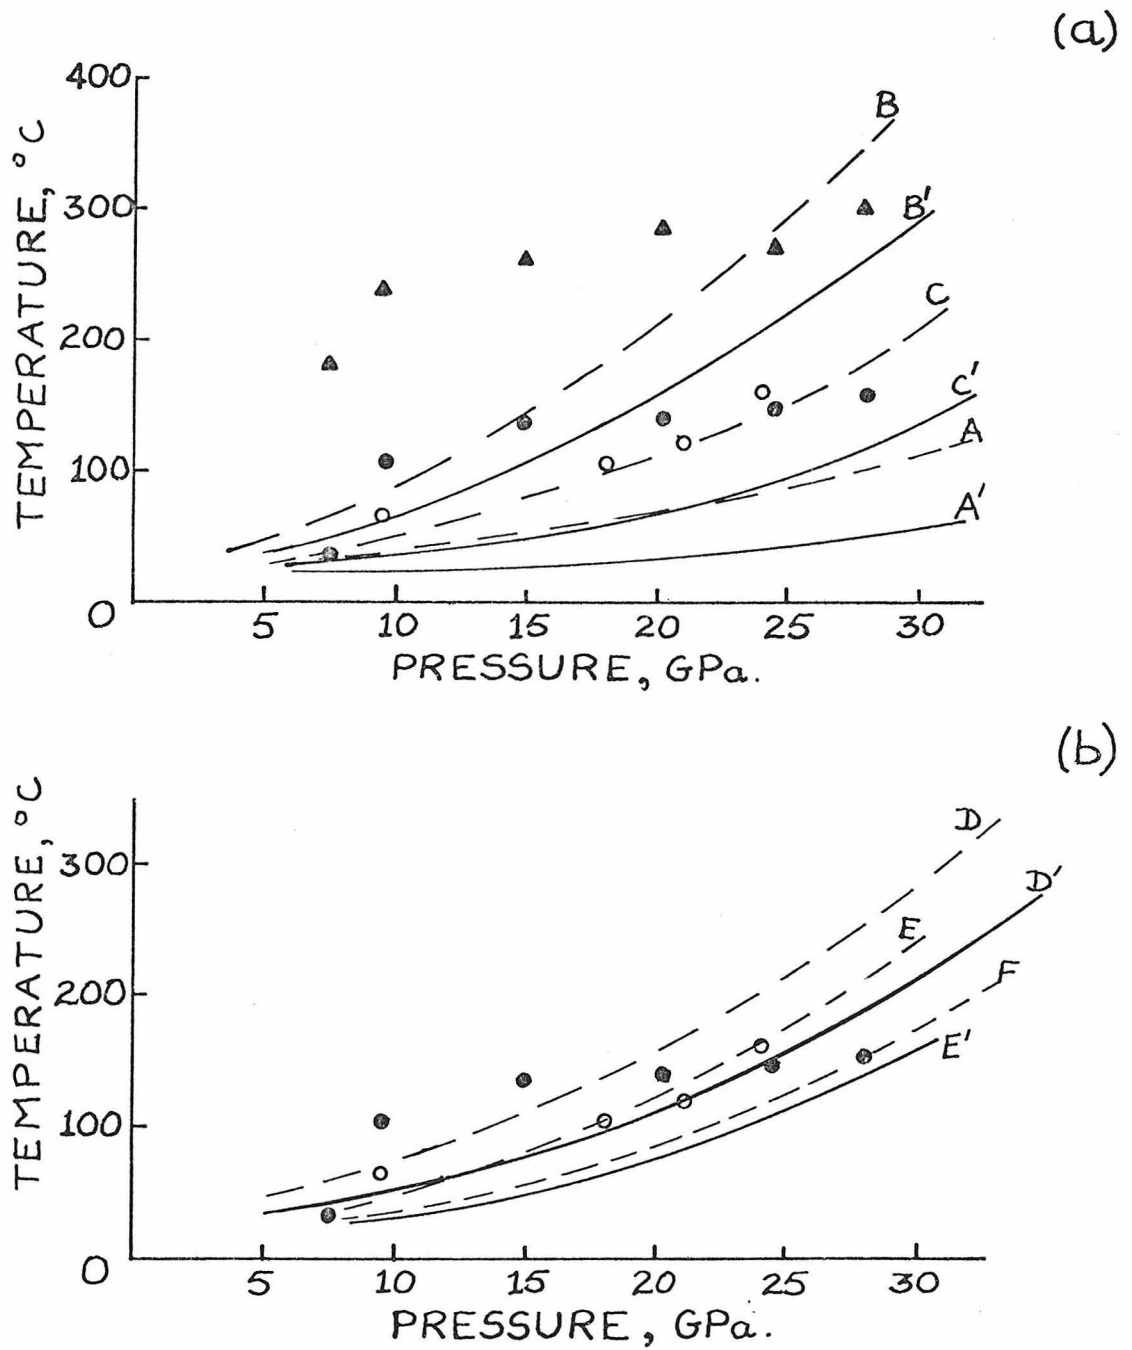 (a)
TEMPERATURE, °C
400
300
200
100
0
B
B'
C
C'
A
A'
5 10 15 20 25 30
PRESSURE, GPa.
(b)
TEMPERATURE, °C
300
200
100
0
D
D'
E
F
E'
5 10 15 20 25 30
PRESSURE, GPa.